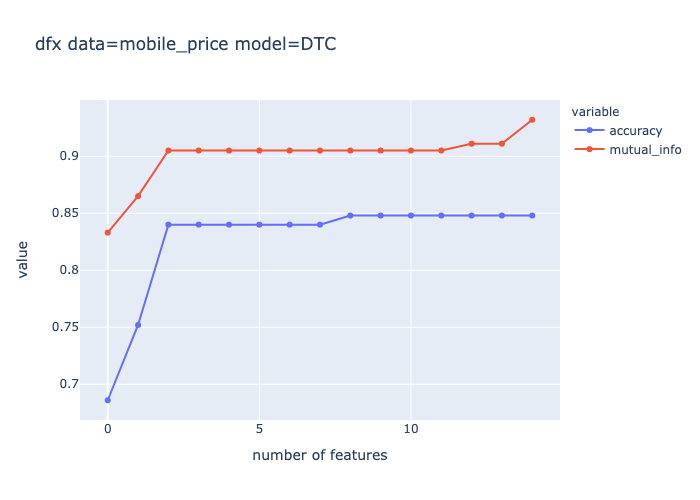 dfx data=mobile_price model=DTC
variable
accuracy
mutual_info
0.9
0.85
0.8
0.75
0.7
value
0
5
10
number of features